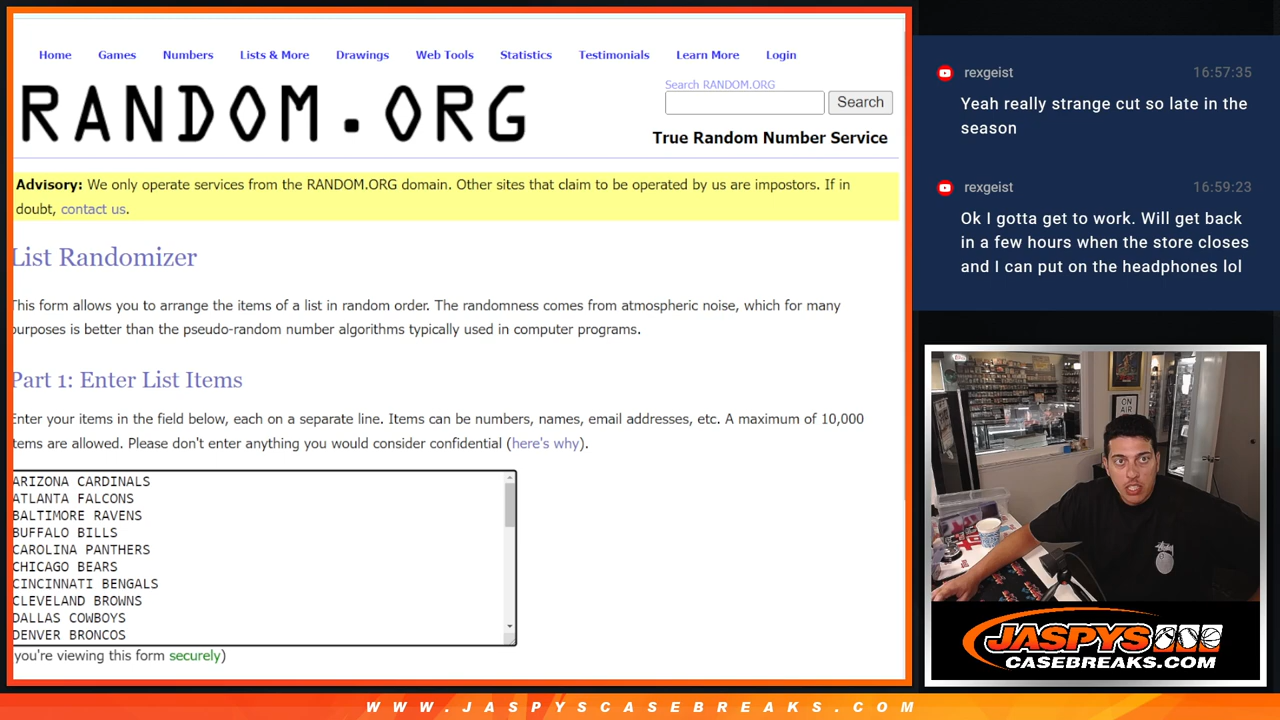 Home Games Numbers Lists & More Drawings Web Tools Statistics Testimonials Learn More Login
RANDOM.ORG
Search RANDOM.ORG
Search
True Random Number Service
Advisory: We only operate services from the RANDOM.ORG domain. Other sites that claim to be operated by us are impostors. If in
doubt, contact us.
List Randomizer
This form allows you to arrange the items of a list in random order. The randomness comes from atmospheric noise, which for many
purposes is better than the pseudo-random number algorithms typically used in computer programs.
Part 1: Enter List Items
Enter your items in the field below, each on a separate line. Items can be numbers, names, email addresses, etc. A maximum of 10,000
items are allowed. Please don't enter anything you would consider confidential (here's why).
ARIZONA CARDINALS
ATLANTA FALCONS
BALTIMORE RAVENS
BUFFALO BILLS
CAROLINA PANTHERS
CHICAGO BEARS
CINCINNATI BENGALS
CLEVELAND BROWNS
DALLAS COWBOYS
DENVER BRONCOS
you're viewing this form securely)
rexgeist 16:57:35
Yeah really strange cut so late in the
season
rexgeist 16:59:23
Ok I gotta get to work. Will get back
in a few hours when the store closes
and I can put on the headphones lol
ON
AIR
JASPYS
CASEBREAKS.COM
WWW.JASPYSCASEBREAKS.COM